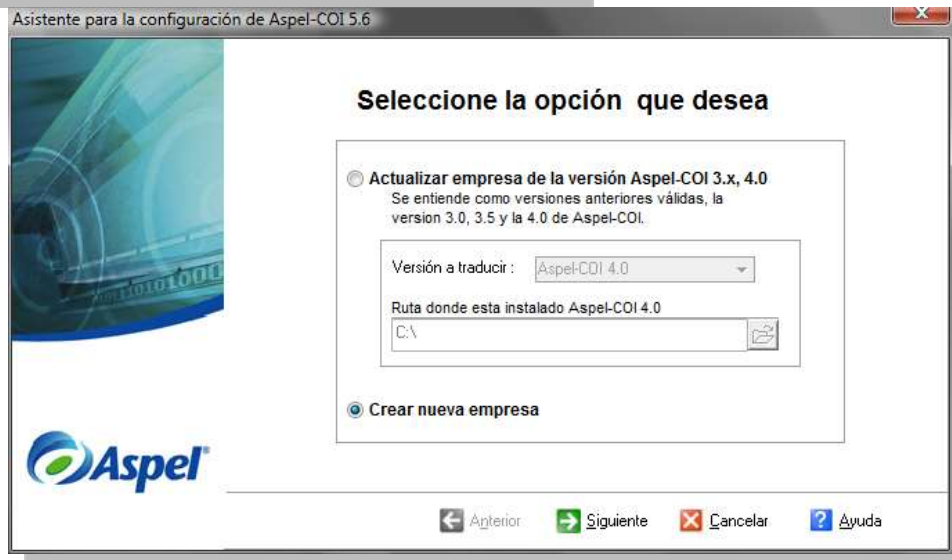 Asistente para la configuración de Aspel-COI 5.6
Seleccione la opción que desea
Actualizar empresa de la versión Aspel-COI 3.x, 4.0
Se entiende como versiones anteriores válidas, la
version 3.0, 3.5 y la 4.0 de Aspel-COI.
Versión a traducir :
Aspel-COI 4.0
Ruta donde esta instalado Aspel-COI 4.0
C:\
Crear nueva empresa
Aspel
Anterior
Siguiente
Cancelar
Ayuda